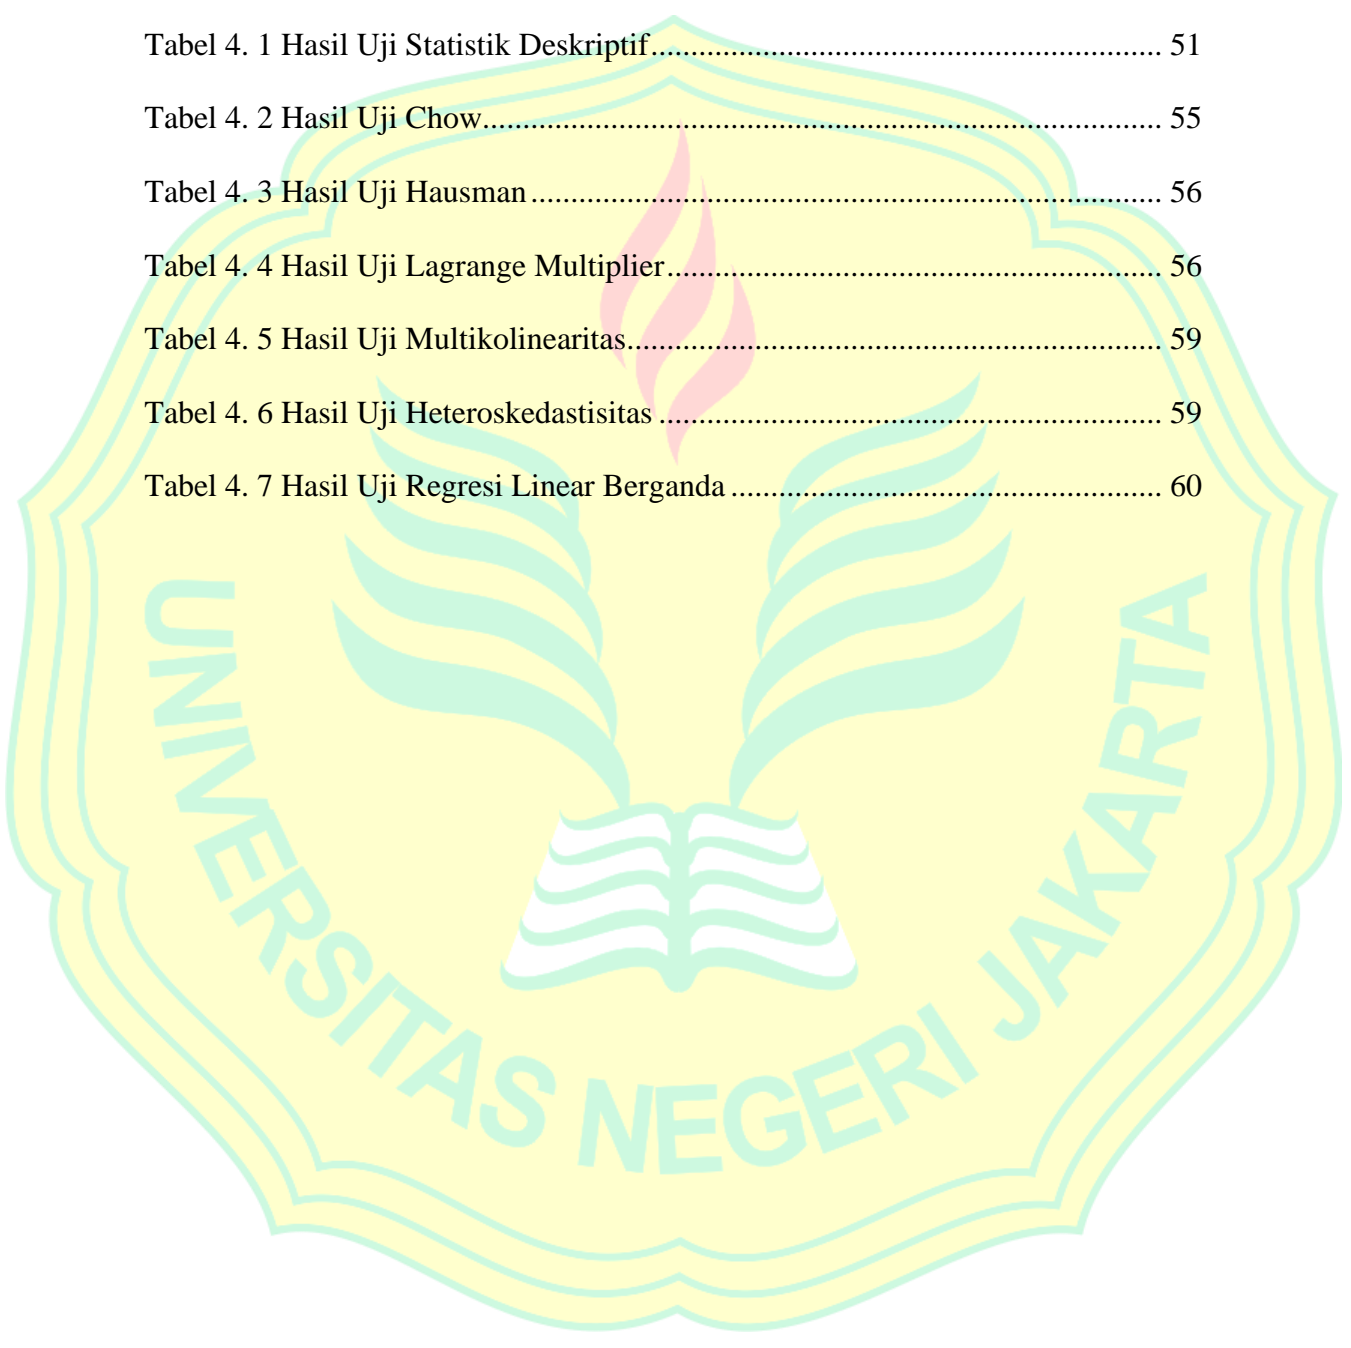 Tabel 4. 1 Hasil Uji Statistik Deskriptif................................................................ 51
Tabel 4. 2 Hasil Uji Chow..................................................................................... 55
Tabel 4. 3 Hasil Uji Hausman ............................................................................... 56
Tabel 4. 4 Hasil Uji Lagrange Multiplier.............................................................. 56
Tabel 4. 5 Hasil Uji Multikolinearitas................................................................... 59
Tabel 4. 6 Hasil Uji Heteroskedastisitas ............................................................... 59
Tabel 4. 7 Hasil Uji Regresi Linear Berganda ...................................................... 60
UNIVERSITAS NEGERI JAKARTA